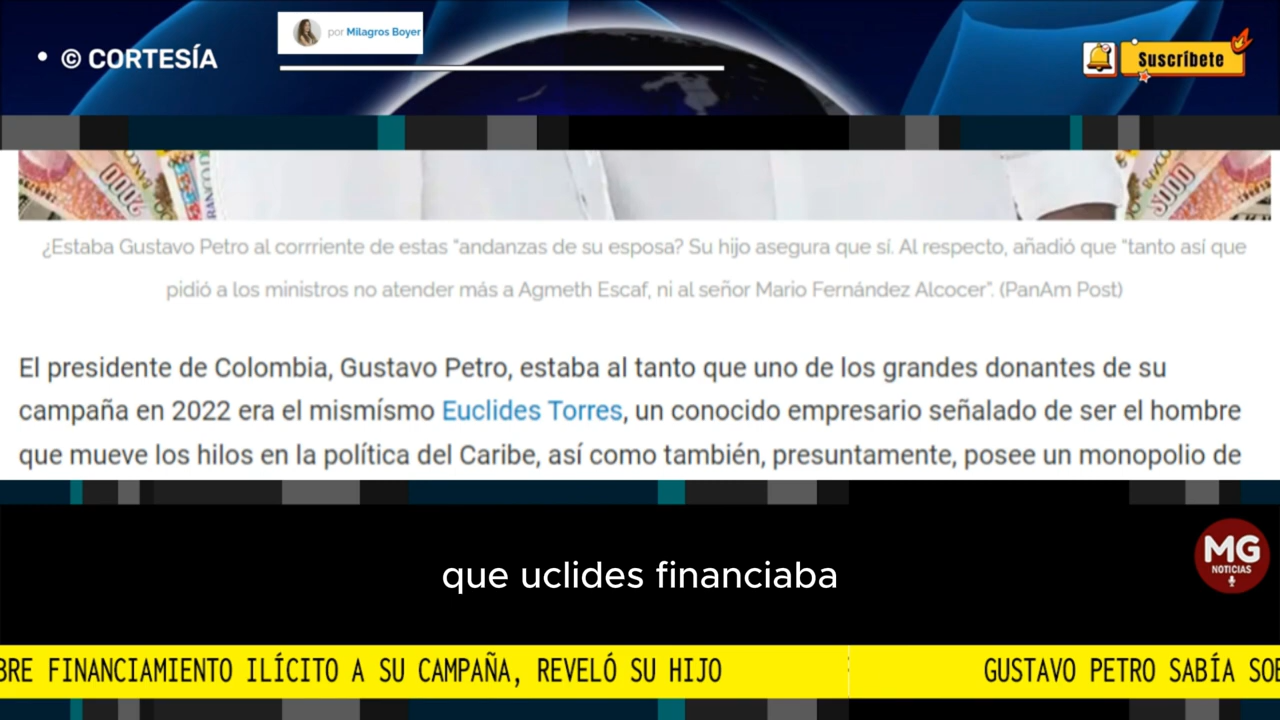 • © CORTESÍA
por Milagros Boyer
Suscríbete
¿Estaba Gustavo Petro al corrriente de estas "andanzas de su esposa? Su hijo asegura que sí. Al respecto, añadió que "tanto así que
pidió a los ministros no atender más a Agmeth Escaf, ni al señor Mario Fernández Alcocer". (PanAm Post)
El presidente de Colombia, Gustavo Petro, estaba al tanto que uno de los grandes donantes de su
campaña en 2022 era el mismísmo Euclides Torres, un conocido empresario señalado de ser el hombre
que mueve los hilos en la política del Caribe, así como también, presuntamente, posee un monopolio de
que uclides financiaba
MG
NOTICIAS
BRE FINANCIAMIENTO ILÍCITO A SU CAMPAÑA, REVELÓ SU HIJO
GUSTAVO PETRO SABÍA SOB